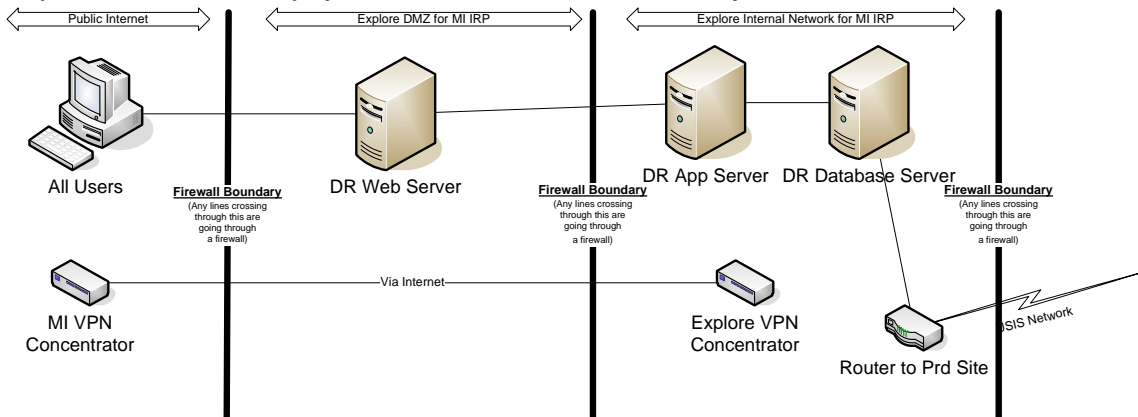 Public Internet
Explore DMZ for MI IRP
Explore Internal Network for MI IRP
All Users
DR Web Server
DR App Server
DR Database Server
Firewall Boundary
(Any lines crossing
through this are
going through
a firewall)
Firewall Boundary
(Any lines crossing
through this are
going through
a firewall)
Firewall Boundary
(Any lines crossing
through this are
going through
a firewall)
Via Internet
MI VPN
Concentrator
Explore VPN
Concentrator
Router to Prd Site
Network